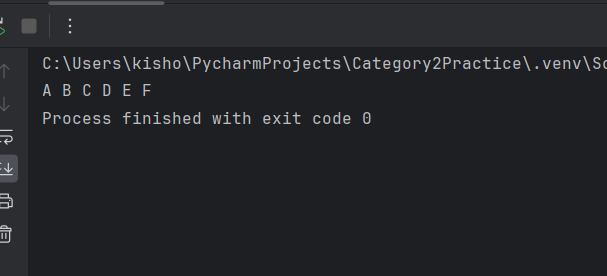 C:\Users\kisho\PycharmProjects\Category2Practice\.venv\Sc
A B C D E F
Process finished with exit code 0